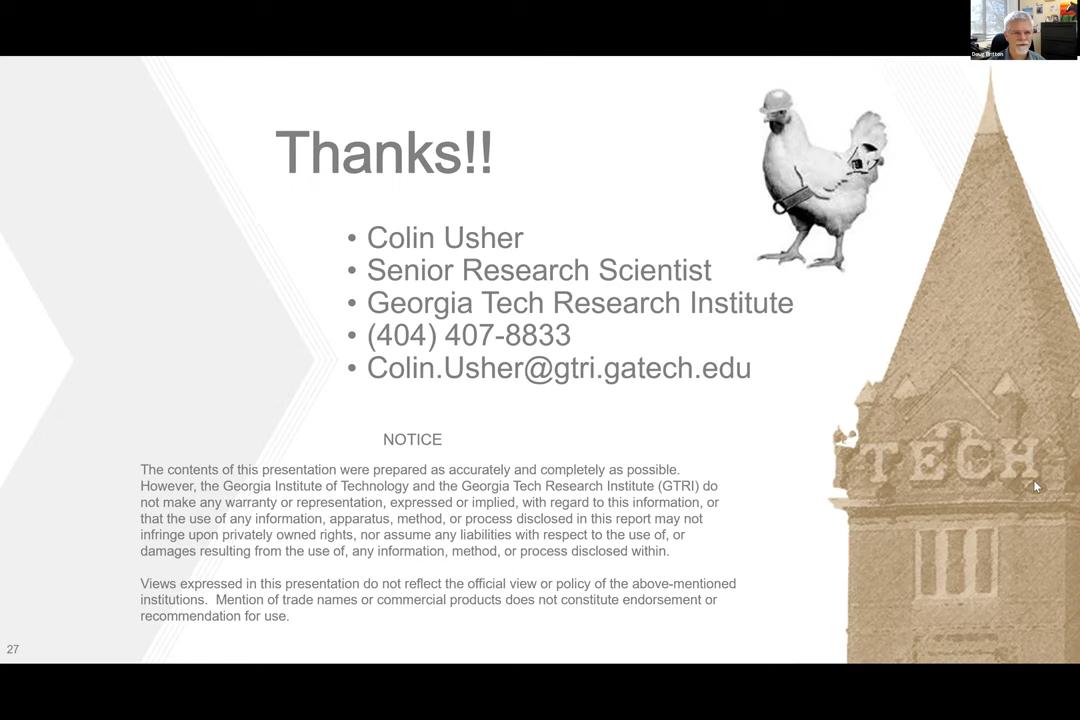 Doug Britton
Thanks!!
• Colin Usher
• Senior Research Scientist
• Georgia Tech Research Institute
• (404) 407-8833
• Colin.Usher@gtri.gatech.edu
TECH
NOTICE
The contents of this presentation were prepared as accurately and completely as possible.
However, the Georgia Institute of Technology and the Georgia Tech Research Institute (GTRI) do
not make any warranty or representation, expressed or implied, with regard to this information, or
that the use of any information, apparatus, method, or process disclosed in this report may not
infringe upon privately owned rights, nor assume any liabilities with respect to the use of, or
damages resulting from the use of, any information, method, or process disclosed within.
Views expressed in this presentation do not reflect the official view or policy of the above-mentioned
institutions.  Mention of trade names or commercial products does not constitute endorsement or
recommendation for use.
27